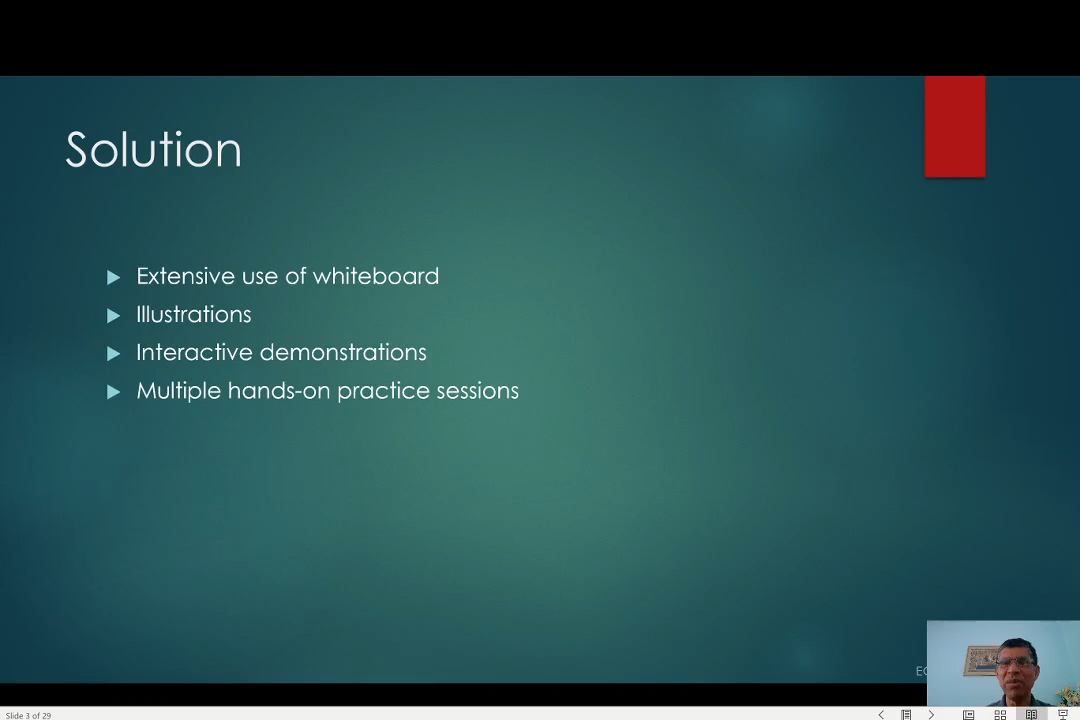 Solution
Extensive use of whiteboard
Illustrations
Interactive demonstrations
Multiple hands-on practice sessions
Slide 3 of 29